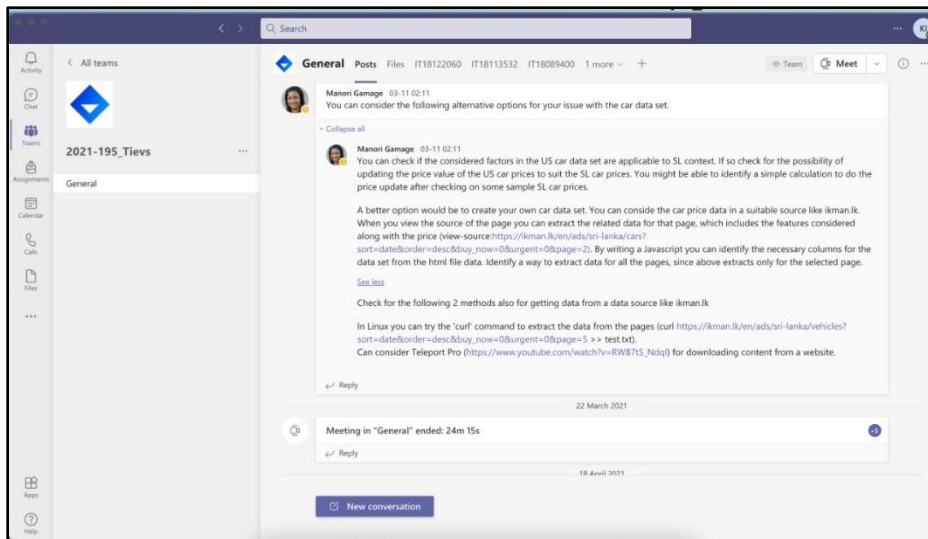 Search
KI
Activity
Chat
Teams
Assignments
Calendar
Calls
Files
Apps
Help
All teams
2021-195_Tievs
General
General Posts Files IT18122060 IT18113532 IT18089400 1 more
Team
Meet
Manori Gamage 03-11 02:11
You can consider the following alternative options for your issue with the car data set.
Collapse all
Manori Gamage 03-11 02:11
You can check if the considered factors in the US car data set are applicable to SL context. If so check for the possibility of
updating the price value of the US car prices to suit the SL car prices. You might be able to identify a simple calculation to do the
price update after checking on some sample SL car prices.
A better option would be to create your own car data set. You can conside the car price data in a suitable source like ikman.lk.
When you view the source of the page you can extract the related data for that page, which includes the features considered
along with the price (view-source:https://ikman.lk/en/ads/sri-lanka/cars?
sort=date&order=desc&buy_now=0&urgent=0&page=2). By writing a Javascript you can identify the necessary columns for the
data set from the html file data. Identify a way to extract data for all the pages, since above extracts only for the selected page.
See less
Check for the following 2 methods also for getting data from a data source like ikman.lk
In Linux you can try the 'curl' command to extract the data from the pages (curl https://ikman.lk/en/ads/sri-lanka/vehicles?
sort=date&order=desc&buy_now=0&urgent=0&page=5 >> test.txt).
Can consider Teleport Pro (https://www.youtube.com/watch?v=RWB7tS_NdqI) for downloading content from a website.
Reply
22 March 2021
Meeting in "General" ended: 24m 15s
+5
Reply
18 April 2021
New conversation